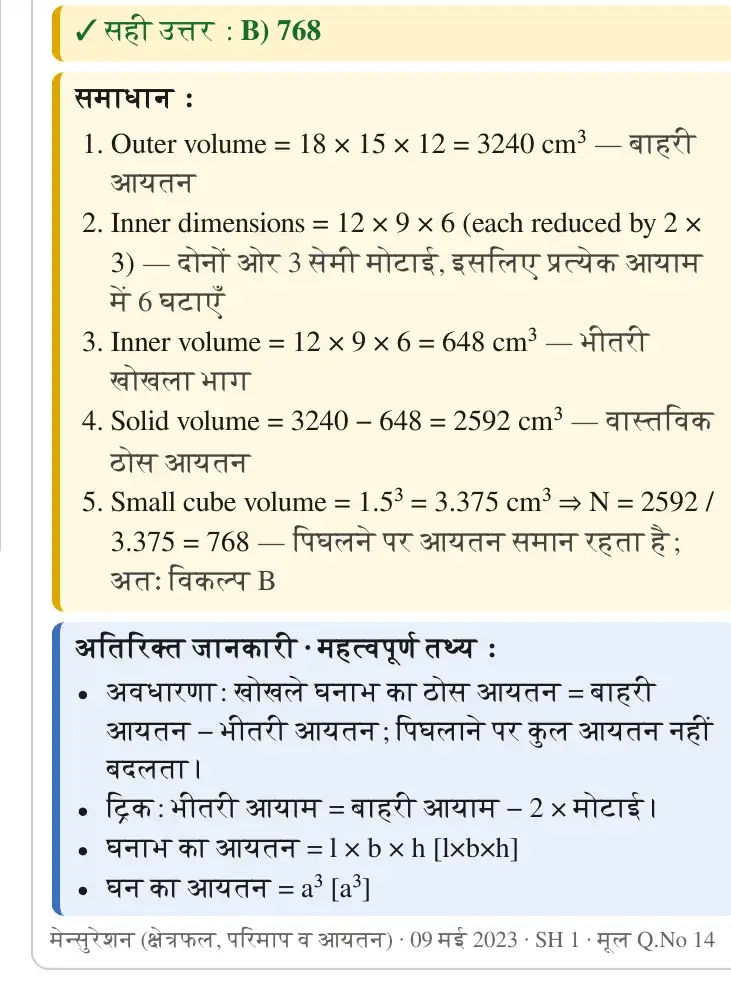 ✓ सही उत्तर : B) 768
समाधान :
1. Outer volume = 18 × 15 × 12 = 3240 cm³ — बाहरी
आयतन
2. Inner dimensions = 12 × 9 × 6 (each reduced by 2 ×
3) — दोनों ओर 3 सेमी मोटाई, इसलिए प्रत्येक आयाम
में 6 घटाएँ
3. Inner volume = 12 × 9 × 6 = 648 cm³ — भीतरी
खोखला भाग
4. Solid volume = 3240 − 648 = 2592 cm³ — वास्तविक
ठोस आयतन
5. Small cube volume = 1.5³ = 3.375 cm³ ⇒ N = 2592 /
3.375 = 768 — पिघलने पर आयतन समान रहता है ;
अतः विकल्प B
अतिरिक्त जानकारी · महत्वपूर्ण तथ्य :
• अवधारणा : खोखले घनाभ का ठोस आयतन = बाहरी
आयतन – भीतरी आयतन ; पिघलाने पर कुल आयतन नहीं
बदलता।
• ट्रिक : भीतरी आयाम = बाहरी आयाम − 2 × मोटाई।
• घनाभ का आयतन = l × b × h [l×b×h]
• घन का आयतन = a³ [a³]
मेन्सुरेशन (क्षेत्रफल, परिमाप व आयतन) · 09 मई 2023 · SH 1 · मूल Q.No 14